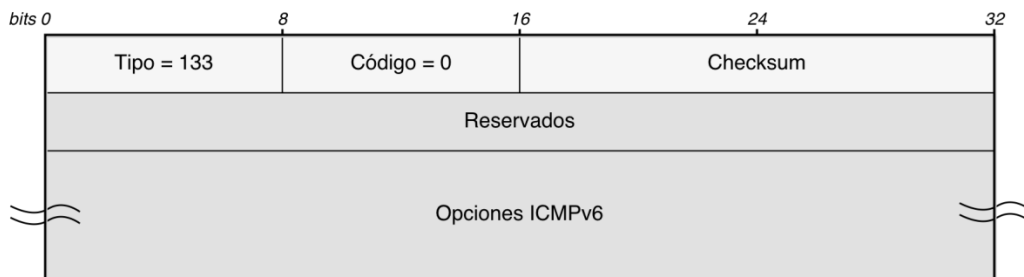 bits 0 8 16 24 32
Tipo = 133 Código = 0 Checksum
Reservados
Opciones ICMPv6